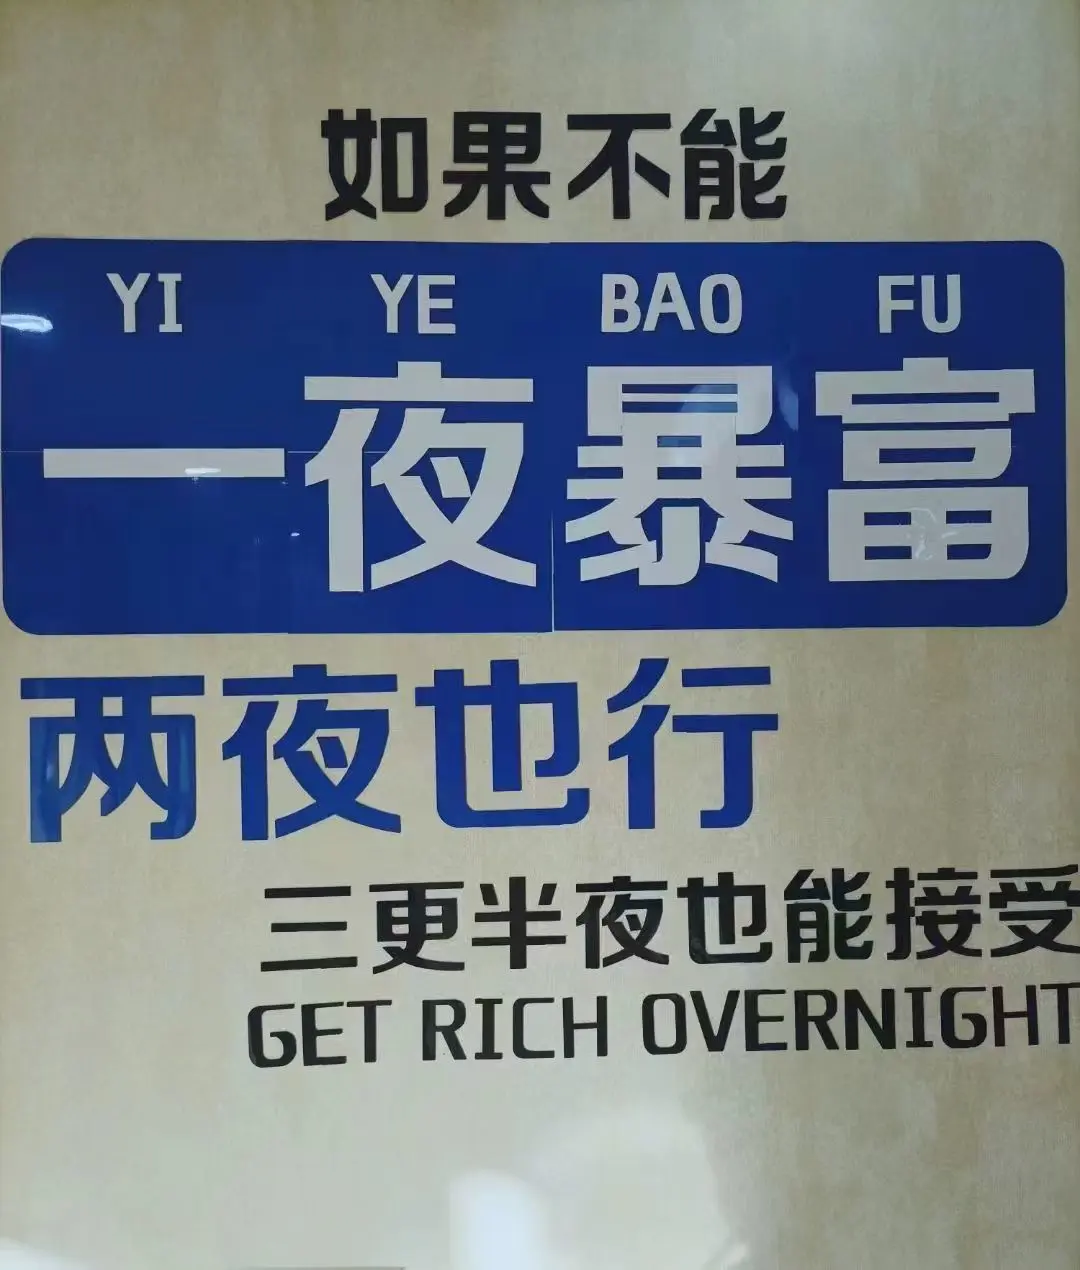 如果不能
YI YE BAO FU
一夜暴富
两夜也行
三更半夜也能接受
GET RICH OVERNIGHT